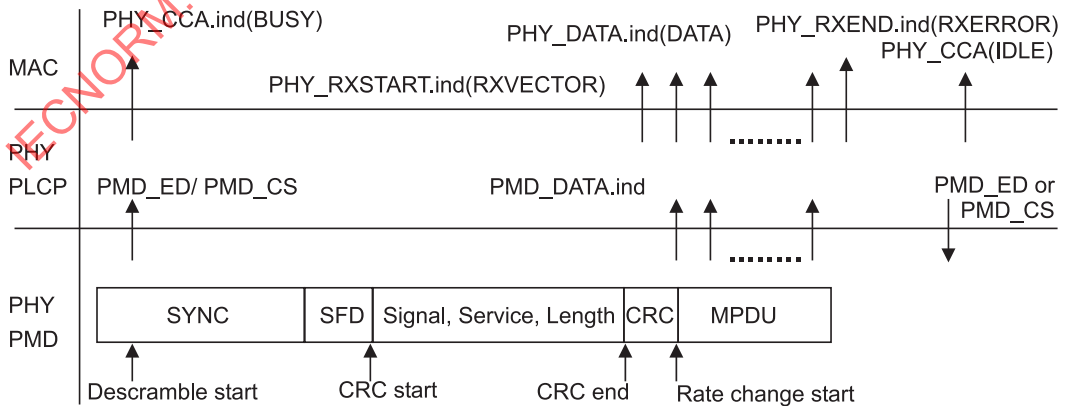 PHY_CCA.ind(BUSY)
PHY_DATA.ind(DATA)
PHY_RXEND.ind(RXERROR)
PHY_CCA(IDLE)
MAC
PHY_RXSTART.ind(RXVECTOR)
IECNORM.
PHY
PLCP
PMD_ED/ PMD_CS
PMD_DATA.ind
PMD_ED or
PMD_CS
PHY
PMD
SYNC
SFD
Signal, Service, Length
CRC
MPDU
Descramble start
CRC start
CRC end
Rate change start